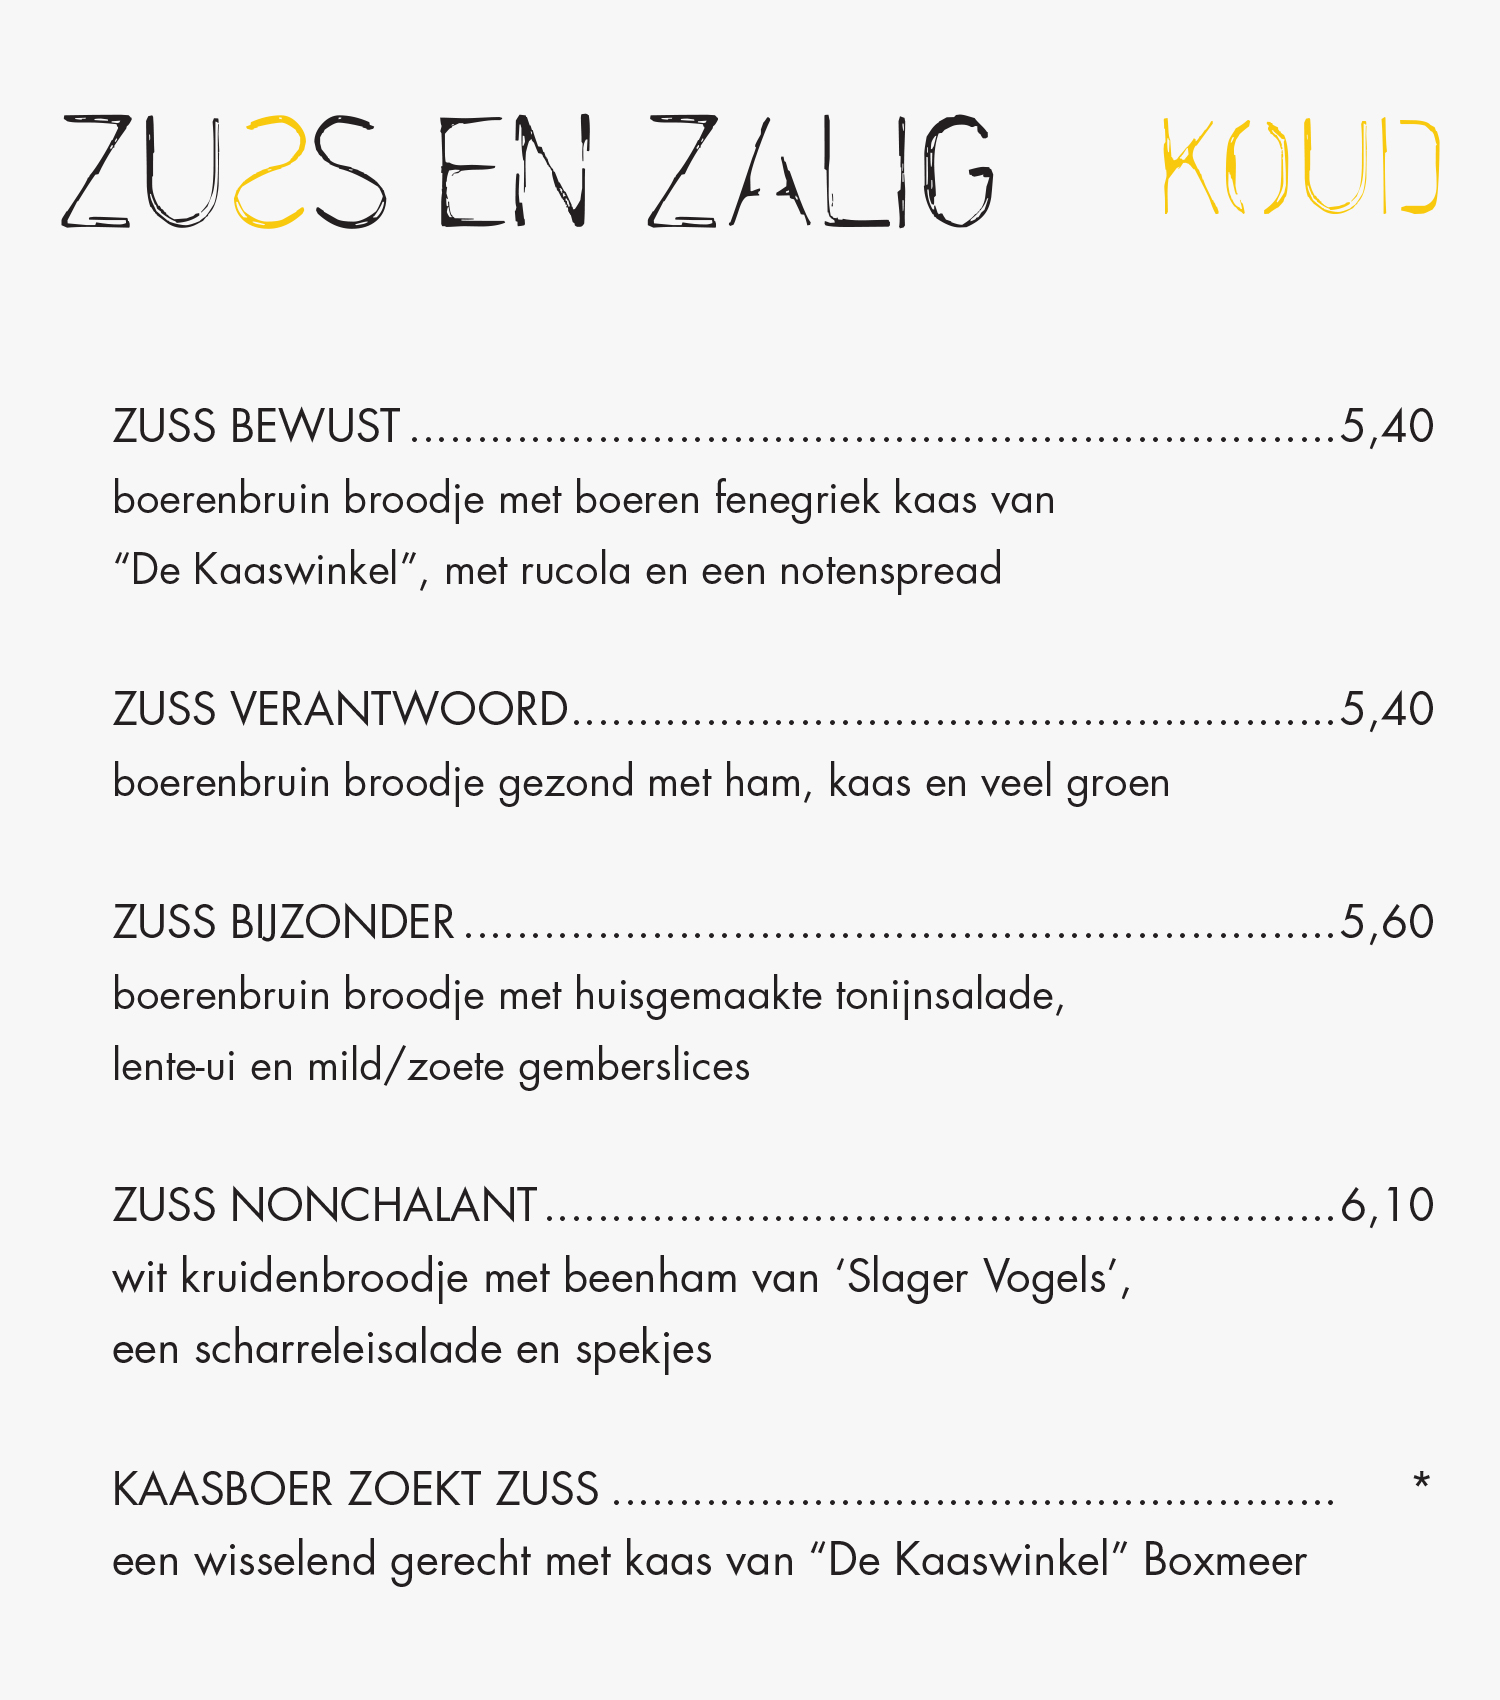 ZUSS EN ZALIG KOUD
ZUSS BEWUST ..................................................................... 5,40
boerenbruin broodje met boeren fenegriek kaas van
“De Kaaswinkel”, met rucola en een notenspread
ZUSS VERANTWOORD......................................................... 5,40
boerenbruin broodje gezond met ham, kaas en veel groen
ZUSS BIJZONDER ................................................................. 5,60
boerenbruin broodje met huisgemaakte tonijnsalade,
lente-ui en mild/zoete gemberslices
ZUSS NONCHALANT ........................................................... 6,10
wit kruidenbroodje met beenham van ‘Slager Vogels’,
een scharreleisalade en spekjes
KAASBOER ZOEKT ZUSS ...................................................... *
een wisselend gerecht met kaas van “De Kaaswinkel” Boxmeer